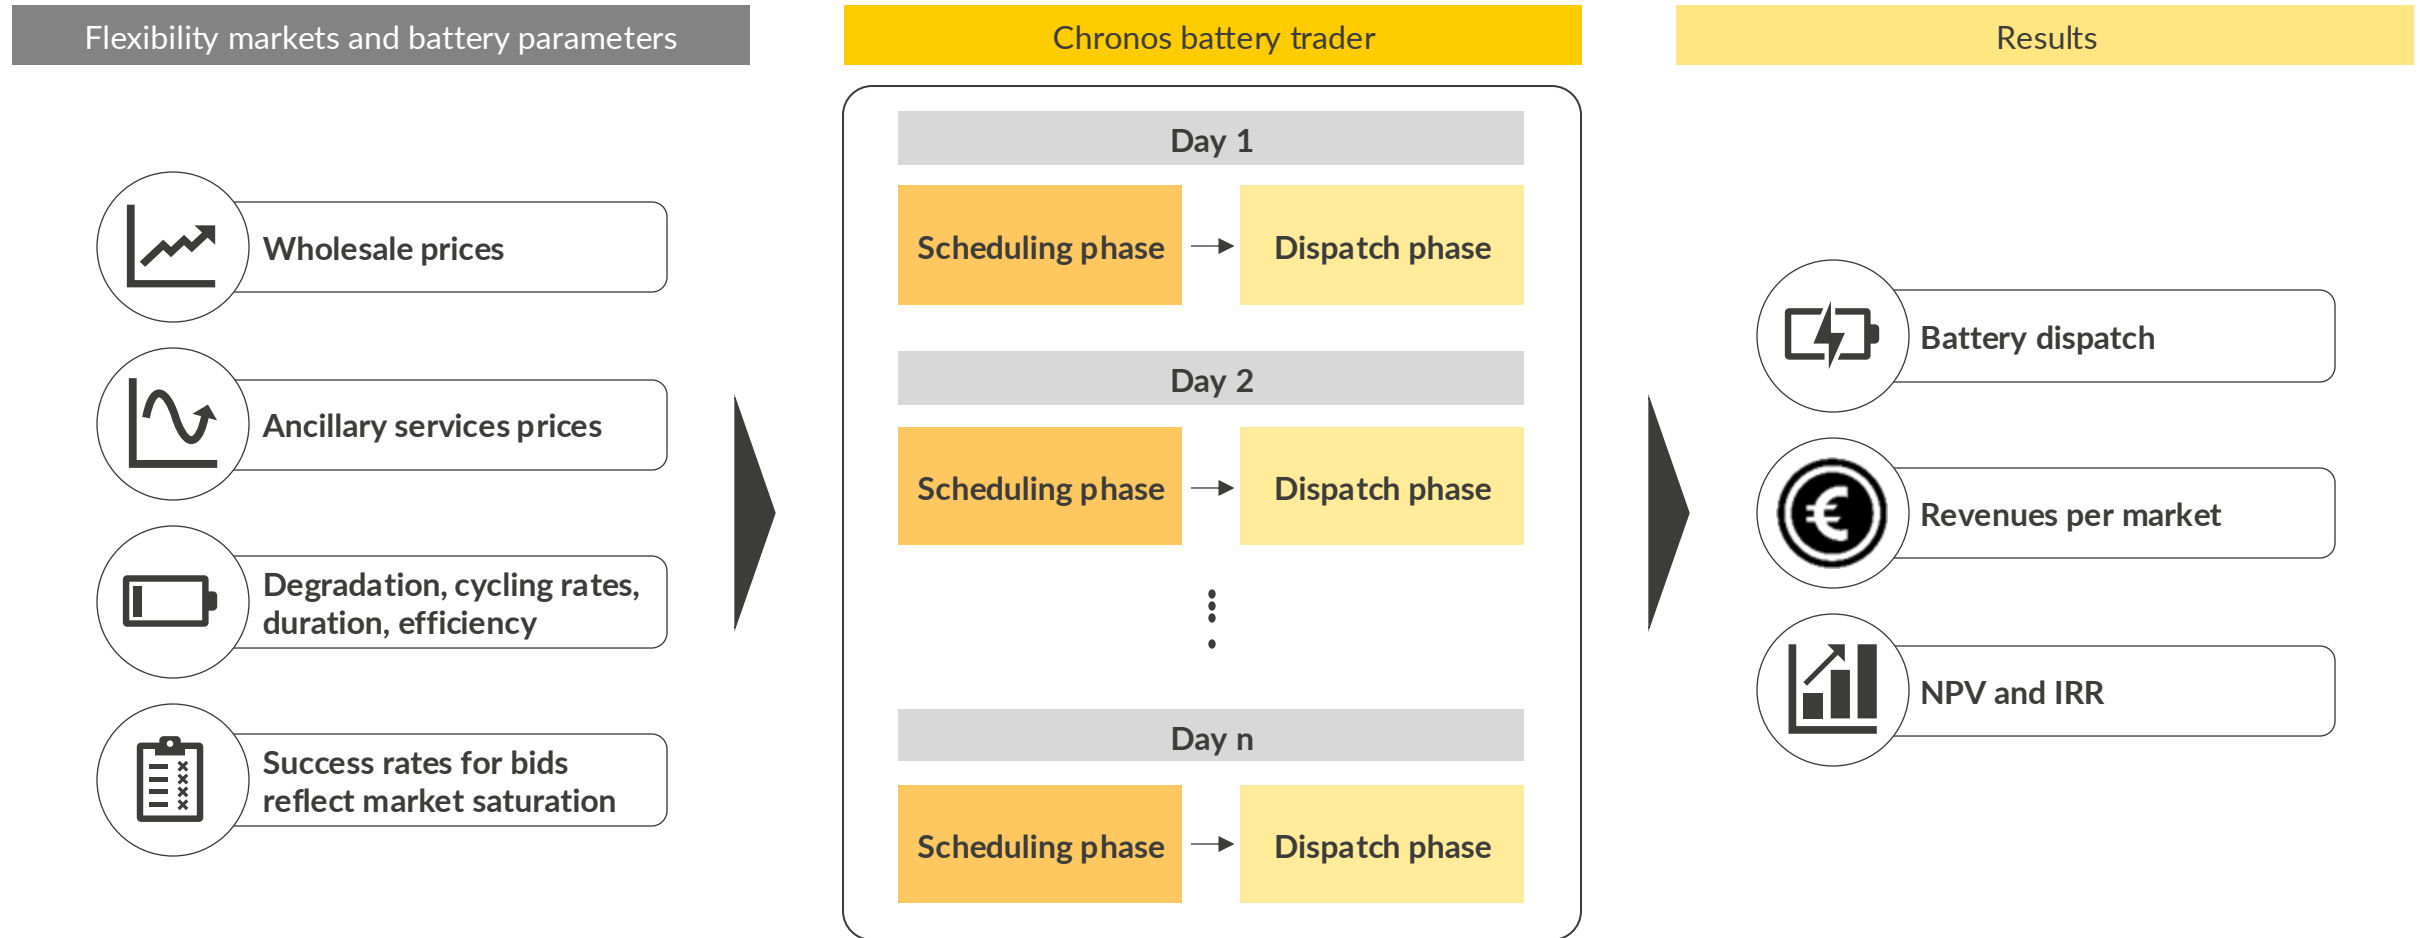 Flexibility markets and battery parameters
Wholesale prices
Ancillary services prices
Degradation, cycling rates,
duration, efficiency
Success rates for bids
reflect market saturation
Chronos battery trader
Day 1
Scheduling phase
Dispatch phase
Day 2
Scheduling phase
Dispatch phase
Day n
Scheduling phase
Dispatch phase
Results
Battery dispatch
€
Revenues per market
NPV and IRR